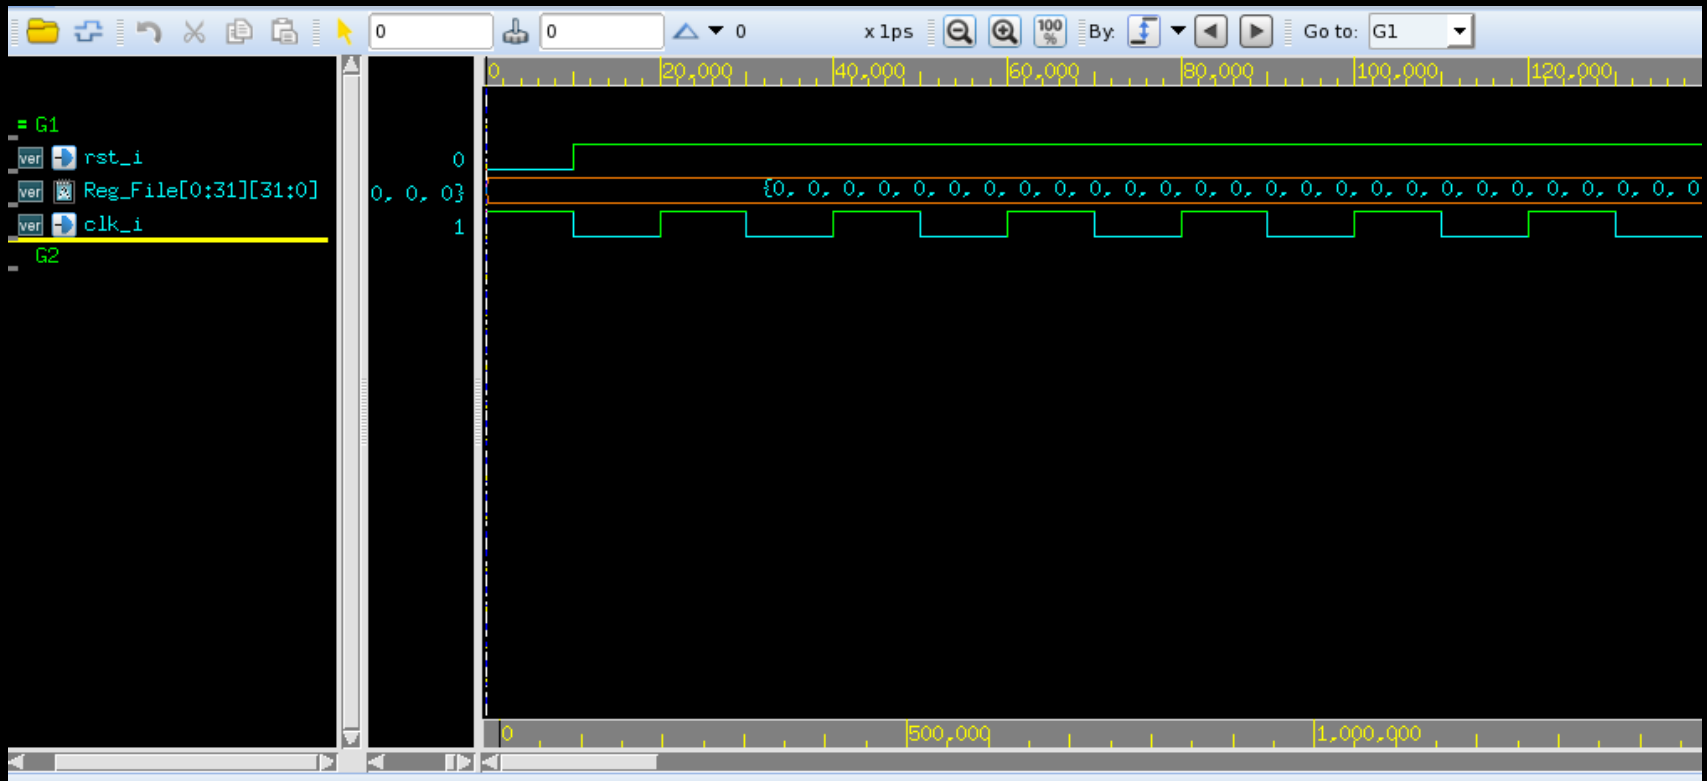 0 0 0 x 1ps 100 % By: Go to: G1
0 20,000 40,000 60,000 80,000 100,000 120,000
= G1
ver rst_i 0
ver Reg_File[0:31][31:0] 0, 0, 0} {0, 0, 0, 0, 0, 0, 0, 0, 0, 0, 0, 0, 0, 0, 0, 0, 0, 0, 0, 0, 0, 0, 0, 0, 0, 0, 0
ver clk_i 1
G2
0 500,000 1,000,000